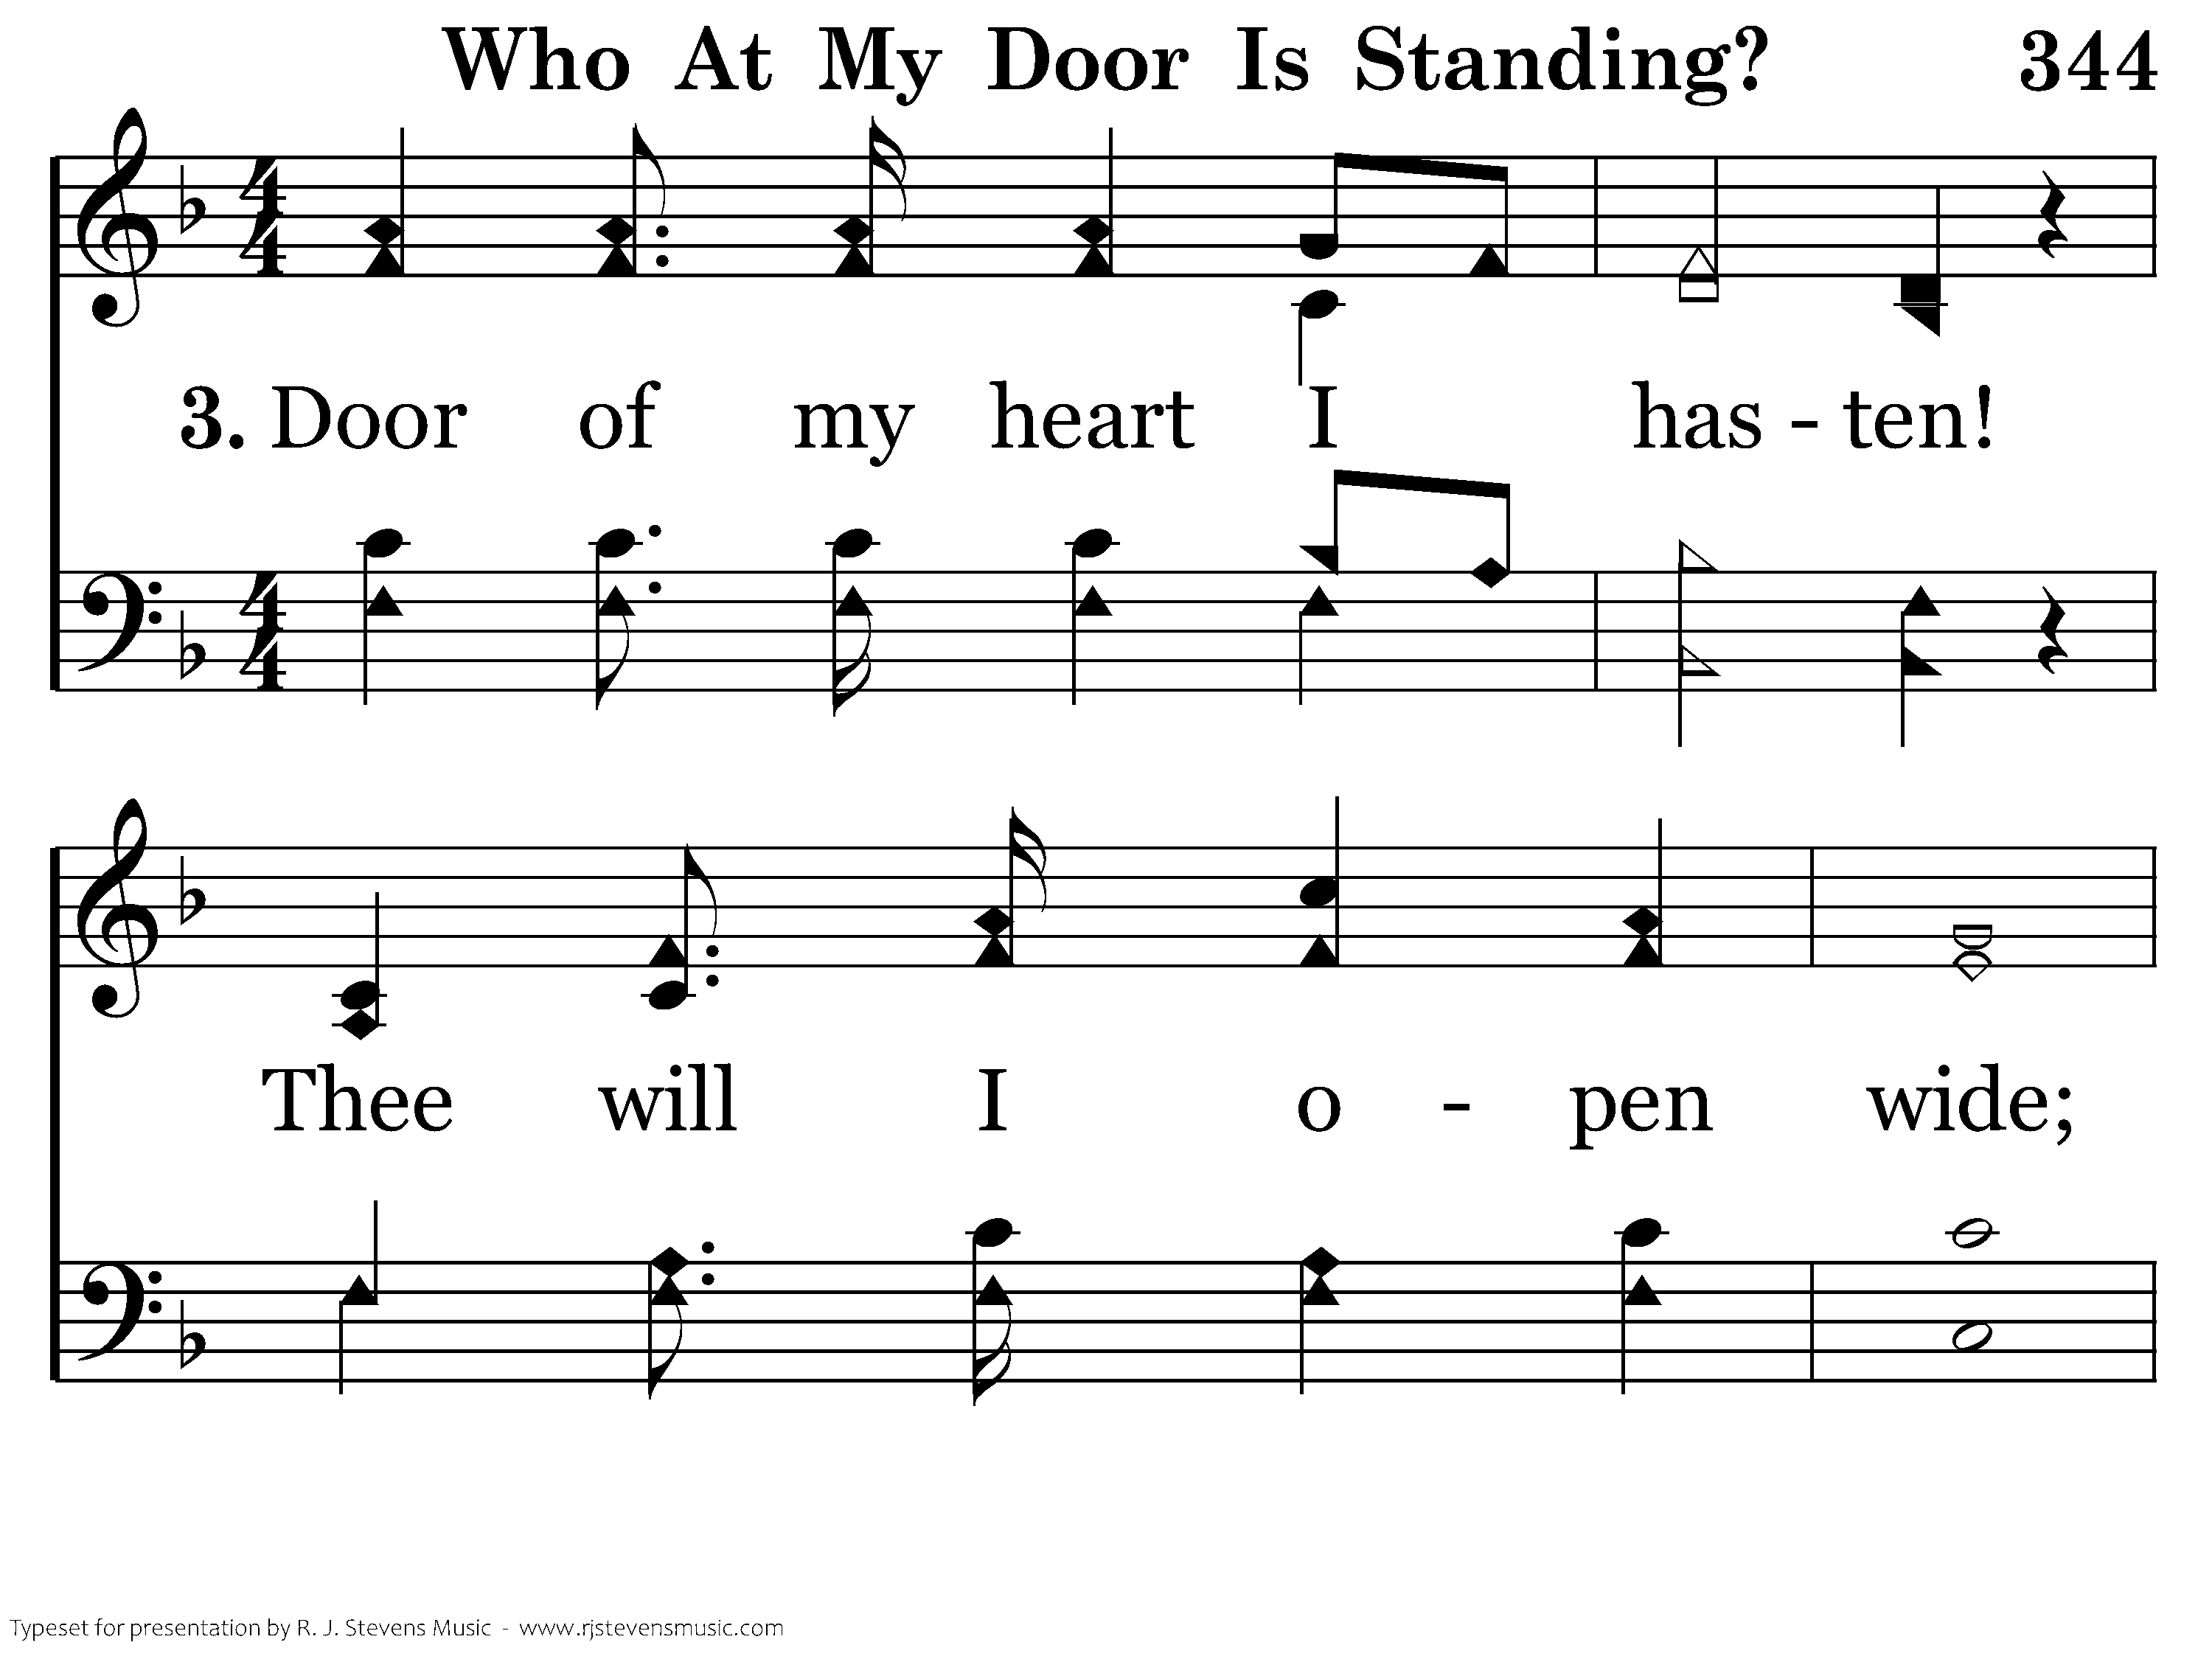 Who At My Door Is Standing? 344
3. Door of my heart I has - ten!
Thee will I o - pen wide;
Typeset for presentation by R. J. Stevens Music - www.rjstevensmusic.com